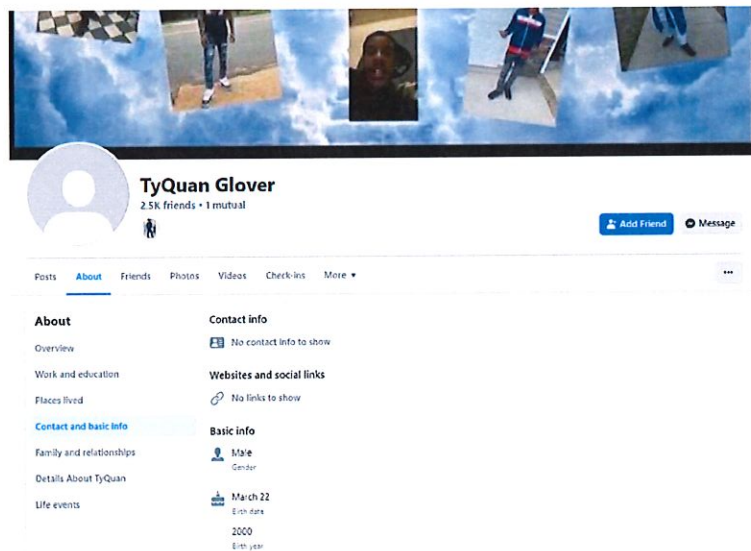 TyQuan Glover
2.5K friends • 1 mutual
Add Friend
Message
Posts About Friends Photos Videos Check-ins More
About
Overview
Work and education
Places lived
Contact and basic info
Family and relationships
Details About TyQuan
Life events
Contact info
No contact info to show
Websites and social links
No links to show
Basic info
Male
Gender
March 22
Birth date
2000
Birth year